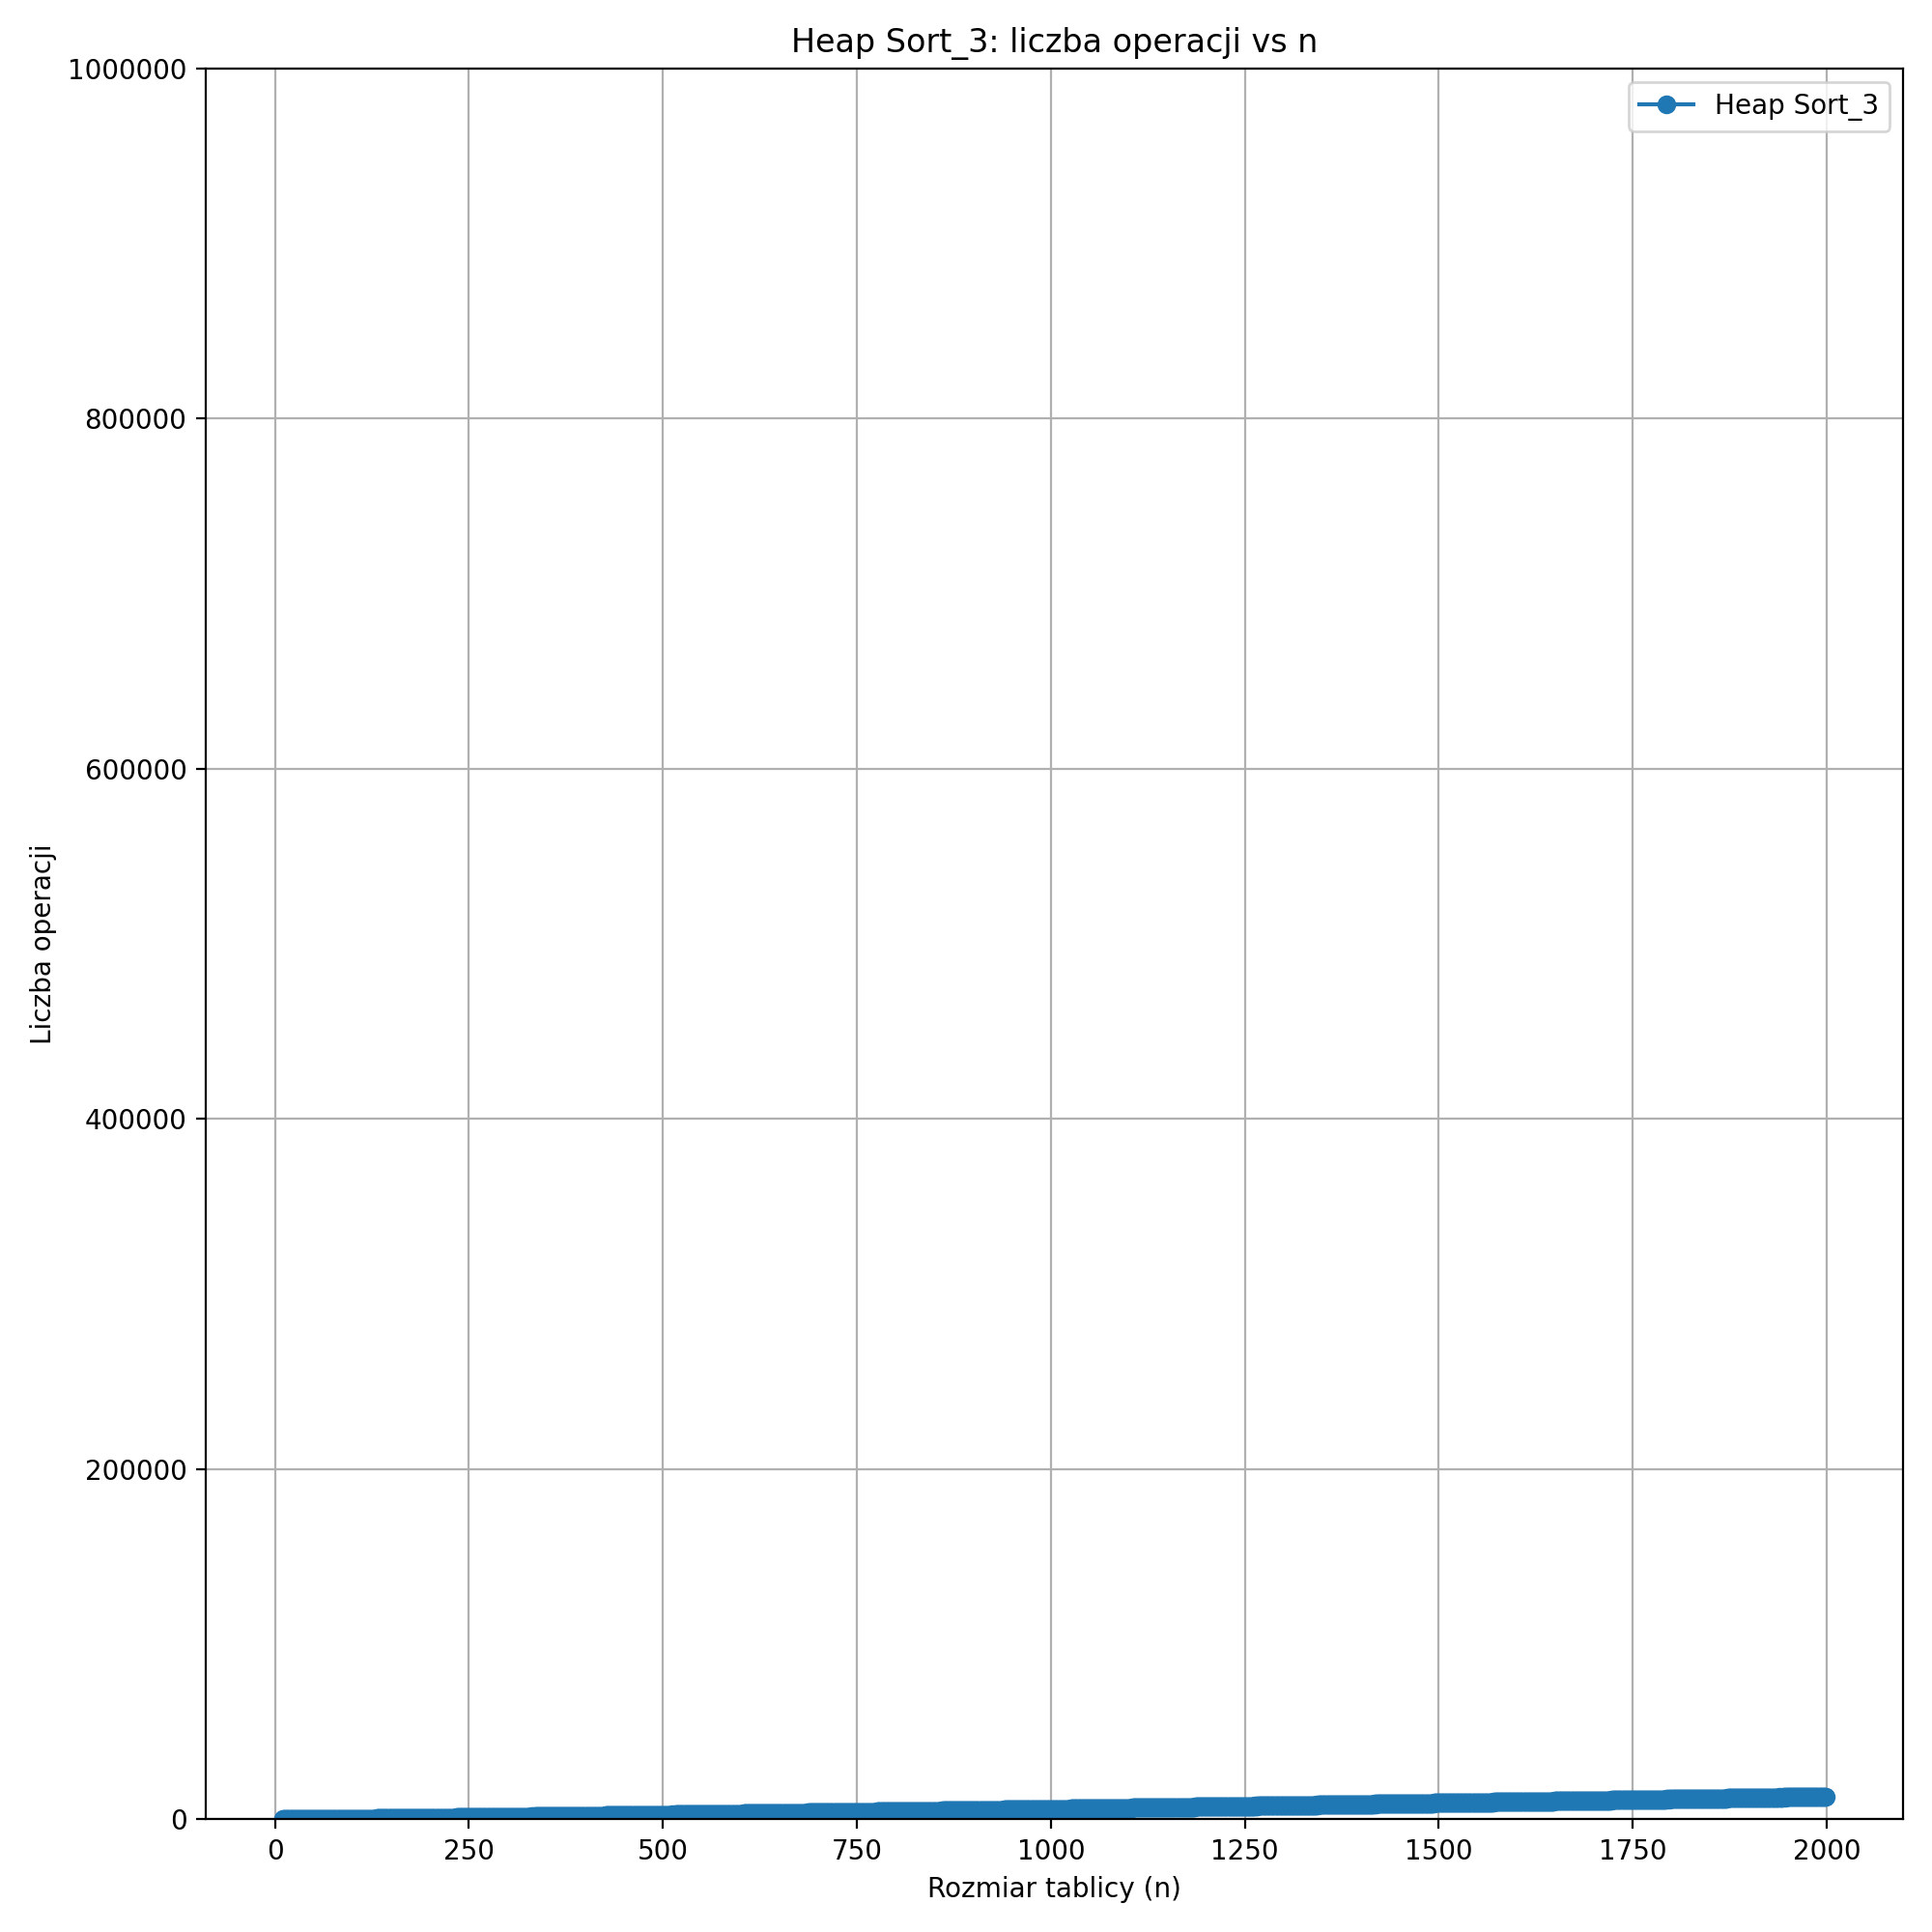 Heap Sort_3: liczba operacji vs n
Heap Sort_3
1000000
800000
600000
400000
200000
0
Liczba operacji
0 250 500 750 1000 1250 1500 1750 2000
Rozmiar tablicy (n)